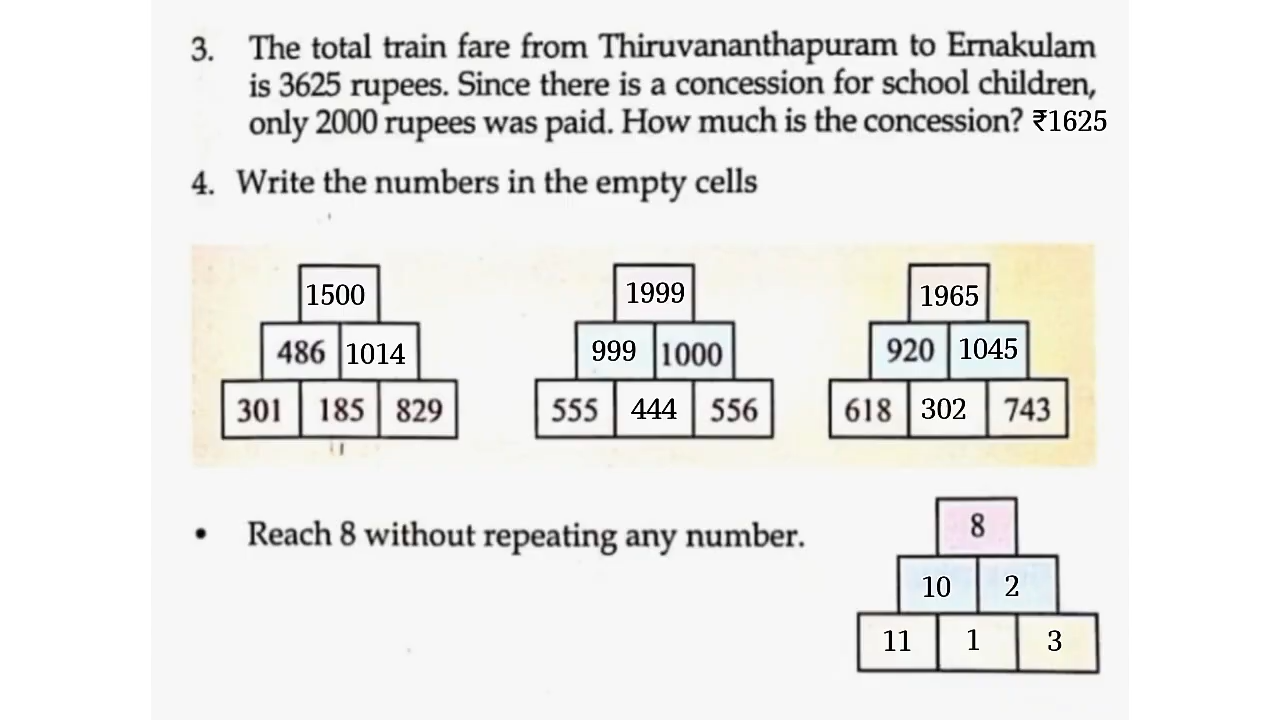 3. The total train fare from Thiruvananthapuram to Ernakulam
is 3625 rupees. Since there is a concession for school children,
only 2000 rupees was paid. How much is the concession? ₹1625
4. Write the numbers in the empty cells
1500 1999 1965
486 1014 999 1000 920 1045
301 185 829 555 444 556 618 302 743
• Reach 8 without repeating any number.
8
10 2
11 1 3